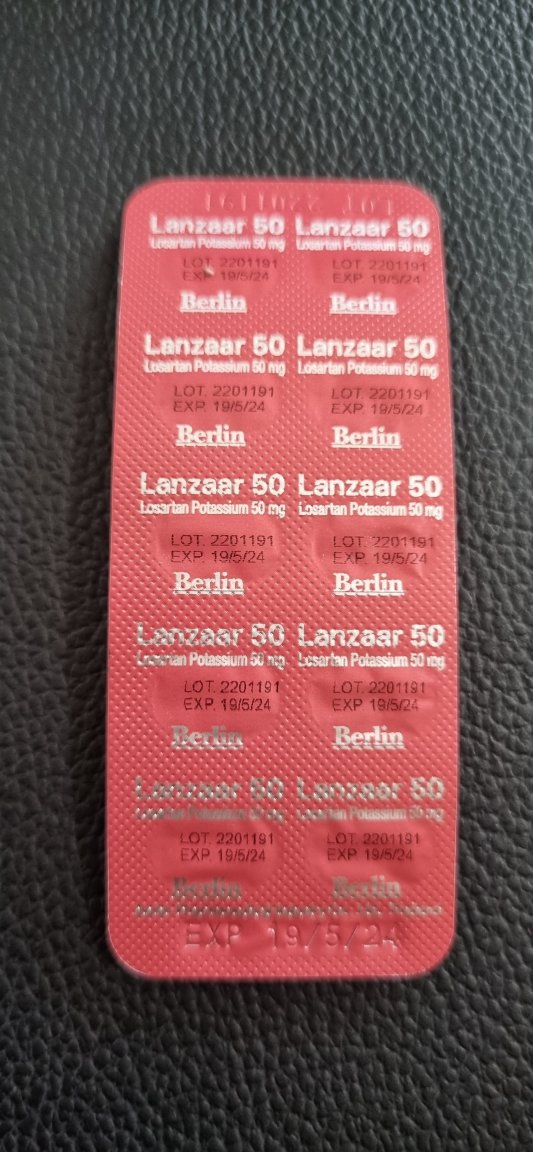 LOT 2201191
Lanzaar 50 Lanzaar 50
Losartan Potassium 50 mg Losartan Potassium 50 mg
LOT. 2201191 LOT. 2201191
EXP. 19/5/24 EXP. 19/5/24
Berlin Berlin
Lanzaar 50 Lanzaar 50
Losartan Potassium 50 mg Losartan Potassium 50 mg
LOT. 2201191 LOT. 2201191
EXP. 19/5/24 EXP. 19/5/24
Berlin Berlin
Lanzaar 50 Lanzaar 50
Losartan Potassium 50 mg Losartan Potassium 50 mg
LOT. 2201191 LOT. 2201191
EXP. 19/5/24 EXP. 19/5/24
Berlin Berlin
Lanzaar 50 Lanzaar 50
Losartan Potassium 50 mg Losartan Potassium 50 mg
LOT. 2201191 LOT. 2201191
EXP. 19/5/24 EXP. 19/5/24
Berlin Berlin
Lanzaar 50 Lanzaar 50
Losartan Potassium 50 mg Losartan Potassium 50 mg
LOT. 2201191 LOT. 2201191
EXP. 19/5/24 EXP. 19/5/24
Berlin Berlin
EXP 19/5/24